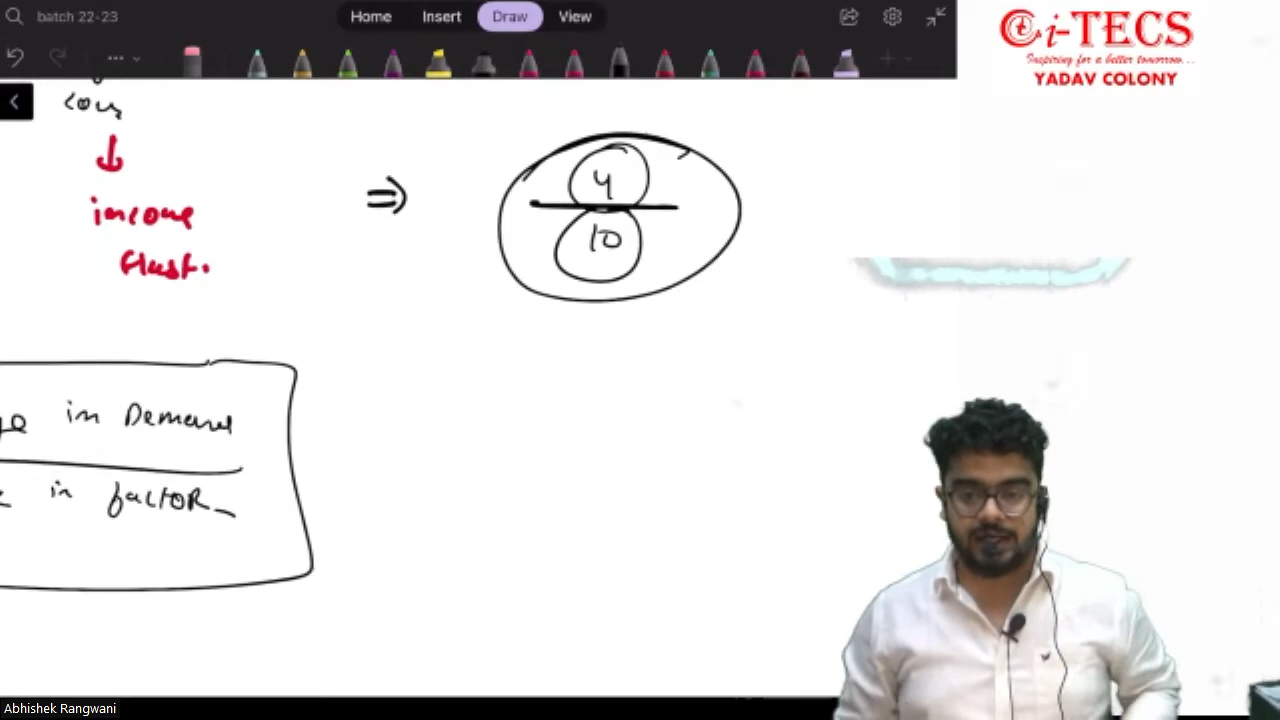 batch 22-23
Home Insert Draw View
i-TECS
Inspiring for a better tomorrow...
YADAV COLONY
↓
income
Elast.
⇒
4
10
in Demand
in factor
Abhishek Rangwani